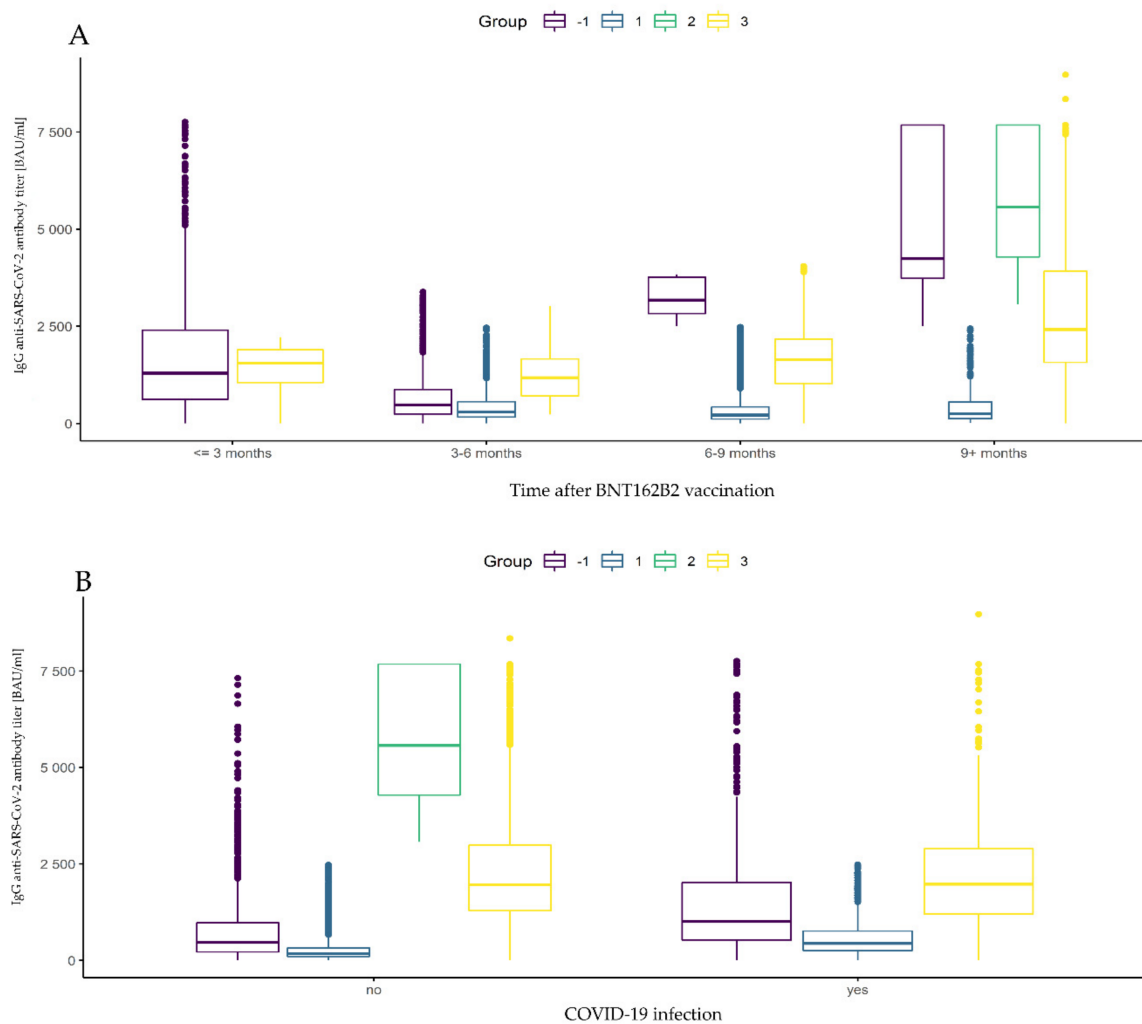 A
Group -1 1 2 3
IgG anti-SARS-CoV-2 antibody titer [BAU/ml]
7 500
5 000
2 500
0
<= 3 months 3-6 months 6-9 months 9+ months
Time after BNT162B2 vaccination
B
Group -1 1 2 3
IgG anti-SARS-CoV-2 antibody titer [BAU/ml]
7 500
5 000
2 500
0
no yes
COVID-19 infection